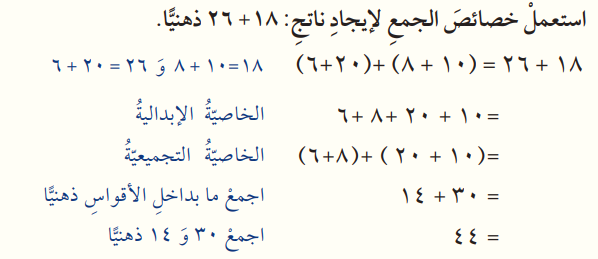 استعملْ خصائصَ الجمعِ لإيجادِ ناتجِ: ١٨ + ٢٦ ذهنيًّا.
١٨ + ٢٦ = (١٠ + ٨) + (٢٠+٦) ١٨=١٠ + ٨ وَ ٢٦ = ٢٠ + ٦
=١٠ + ٢٠ +٨ +٦ الخاصيّةُ الإبداليةُ
=(١٠ + ٢٠ ) +(٨+٦) الخاصيّةُ التجميعيّةُ
= ٣٠ + ١٤ اجمعْ ما بداخلِ الأقواسِ ذهنيًّا
= ٤٤ اجمعْ ٣٠ وَ ١٤ ذهنيًّا